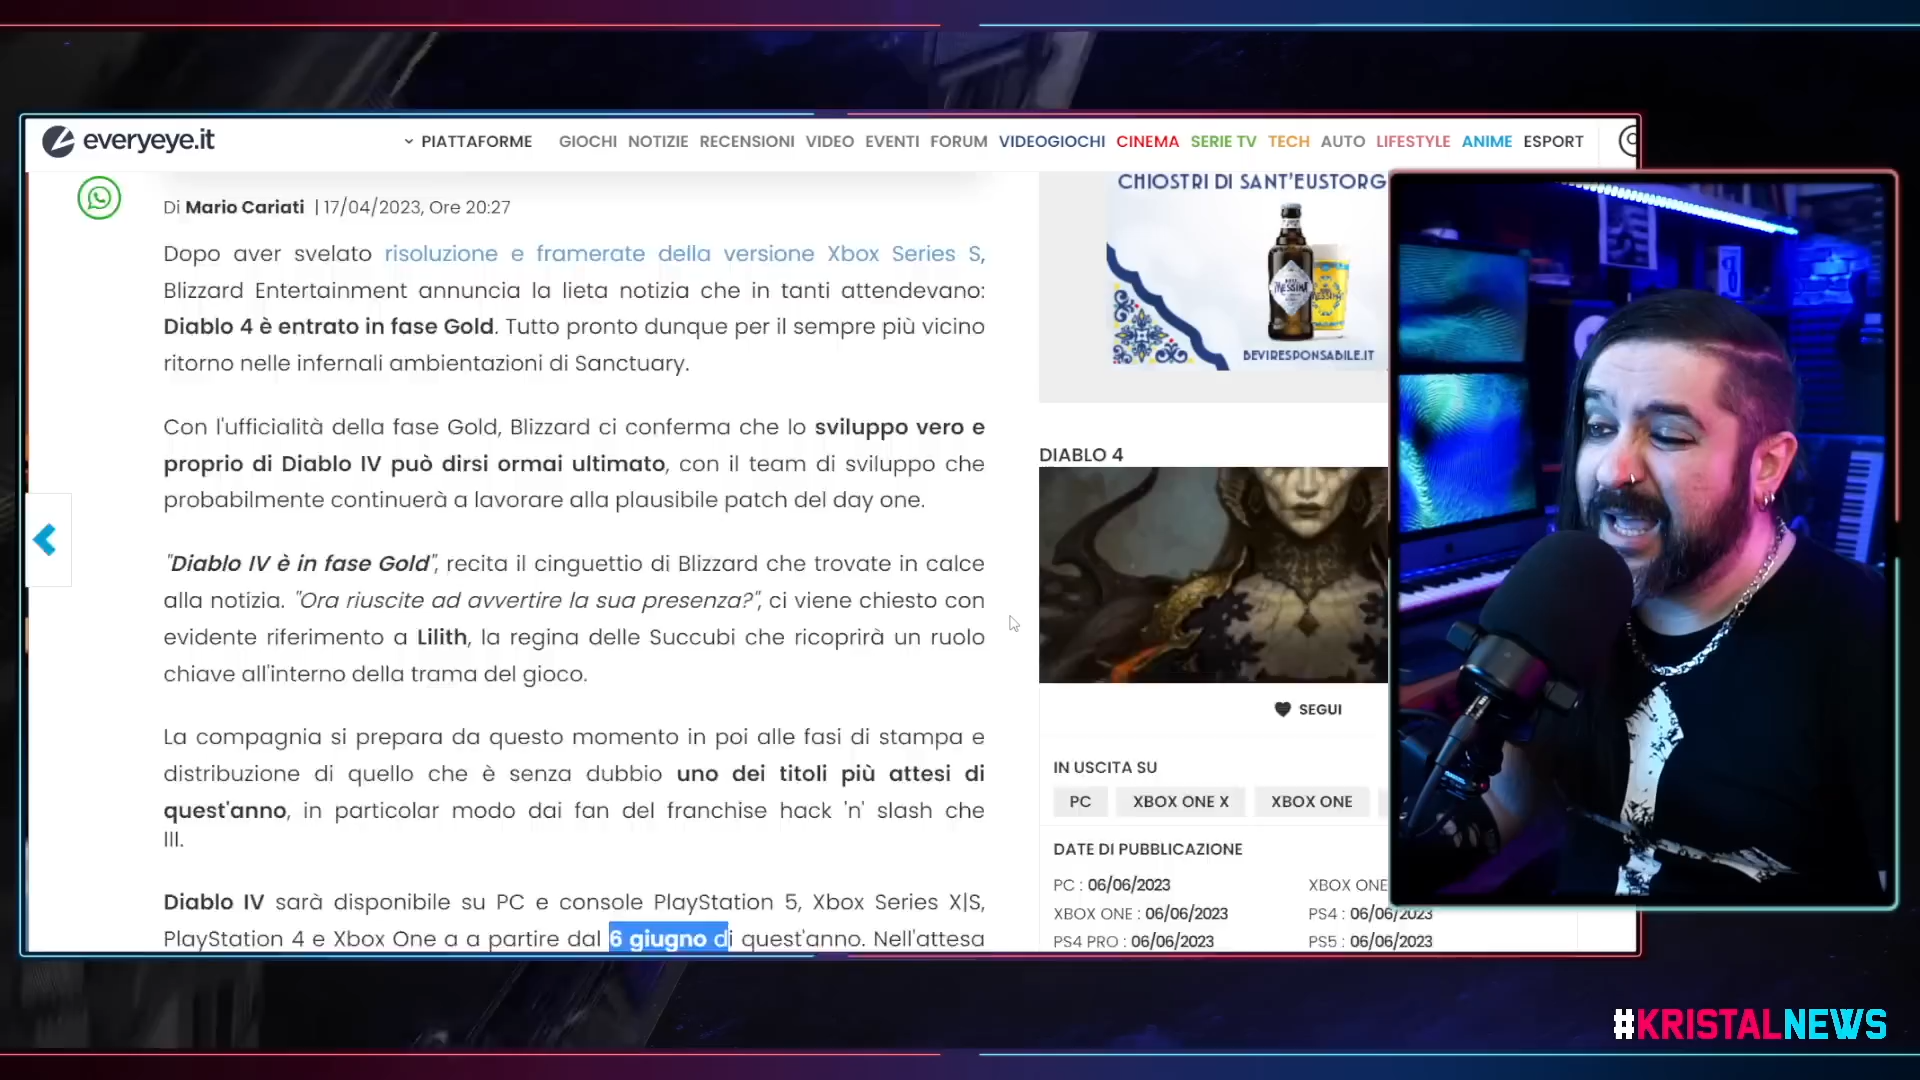 everyeye.it
PIATTAFORME GIOCHI NOTIZIE RECENSIONI VIDEO EVENTI FORUM VIDEOGIOCHI CINEMA SERIE TV TECH AUTO LIFESTYLE ANIME ESPORT
Di Mario Cariati | 17/04/2023, Ore 20:27
Dopo aver svelato risoluzione e framerate della versione Xbox Series S,
Blizzard Entertainment annuncia la lieta notizia che in tanti attendevano:
Diablo 4 è entrato in fase Gold. Tutto pronto dunque per il sempre più vicino
ritorno nelle infernali ambientazioni di Sanctuary.
Con l'ufficialità della fase Gold, Blizzard ci conferma che lo sviluppo vero e
proprio di Diablo IV può dirsi ormai ultimato, con il team di sviluppo che
probabilmente continuerà a lavorare alla plausibile patch del day one.
"Diablo IV è in fase Gold", recita il cinguettio di Blizzard che trovate in calce
alla notizia. "Ora riuscite ad avvertire la sua presenza?", ci viene chiesto con
evidente riferimento a Lilith, la regina delle Succubi che ricoprirà un ruolo
chiave all'interno della trama del gioco.
La compagnia si prepara da questo momento in poi alle fasi di stampa e
distribuzione di quello che è senza dubbio uno dei titoli più attesi di
quest'anno, in particolar modo dai fan del franchise hack 'n' slash che
III.
Diablo IV sarà disponibile su PC e console PlayStation 5, Xbox Series X|S,
PlayStation 4 e Xbox One a a partire dal 6 giugno di quest'anno. Nell'attesa
CHIOSTRI DI SANT'EUSTORG
MESSINA
BEVIRESPONSABILE.IT
DIABLO 4
SEGUI
IN USCITA SU
PC XBOX ONE X XBOX ONE
DATE DI PUBBLICAZIONE
PC : 06/06/2023 XBOX ONE
XBOX ONE : 06/06/2023 PS4 : 06/06/2023
PS4 PRO : 06/06/2023 PS5 : 06/06/2023
#KRISTALNEWS